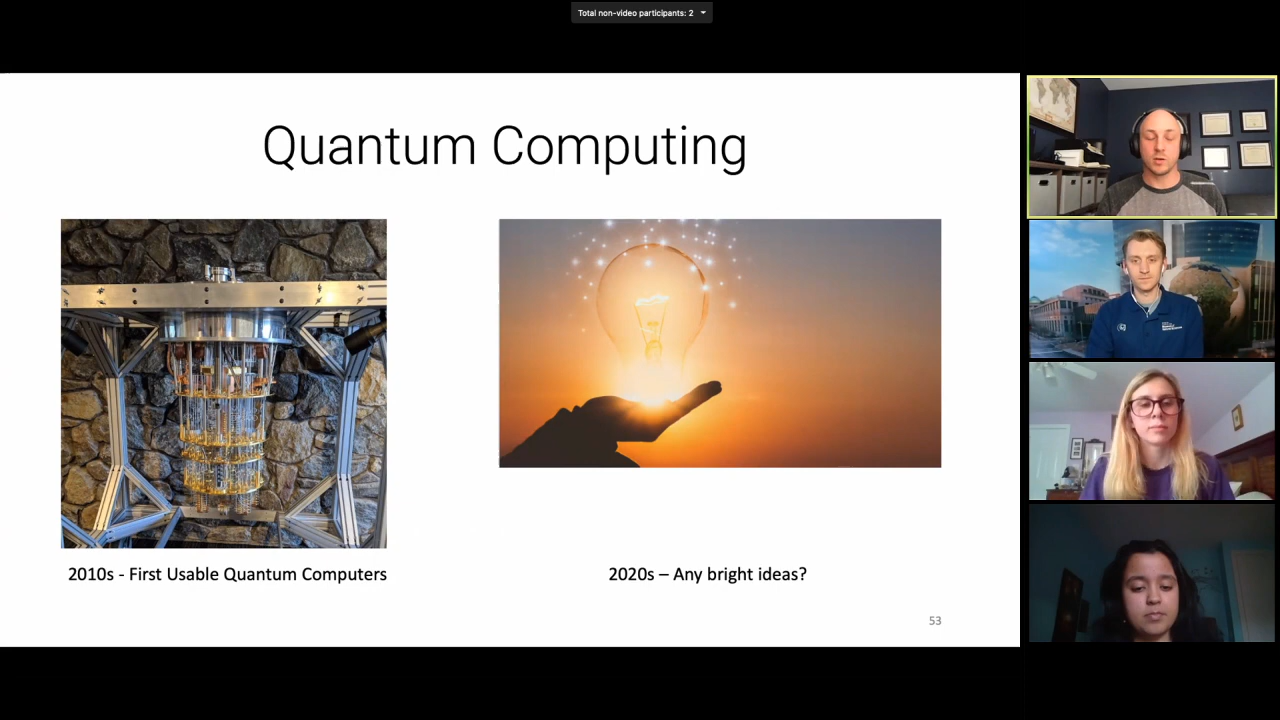 Total non-video participants: 2
Quantum Computing
2010s - First Usable Quantum Computers
2020s – Any bright ideas?
53